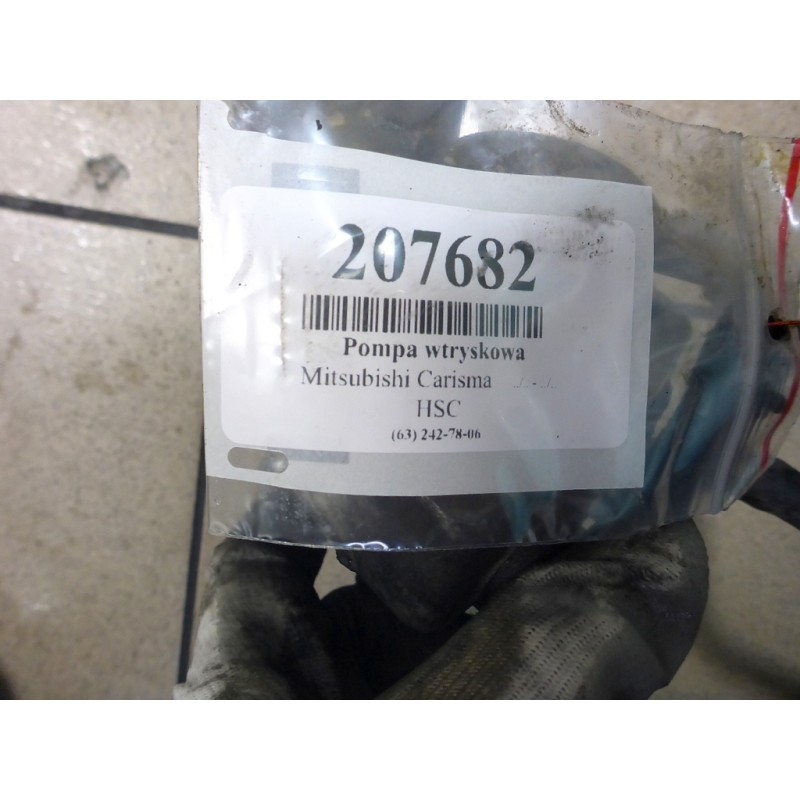 207682
Pompa wtryskowa
Mitsubishi Carisma
HSC
(63) 242-78-06